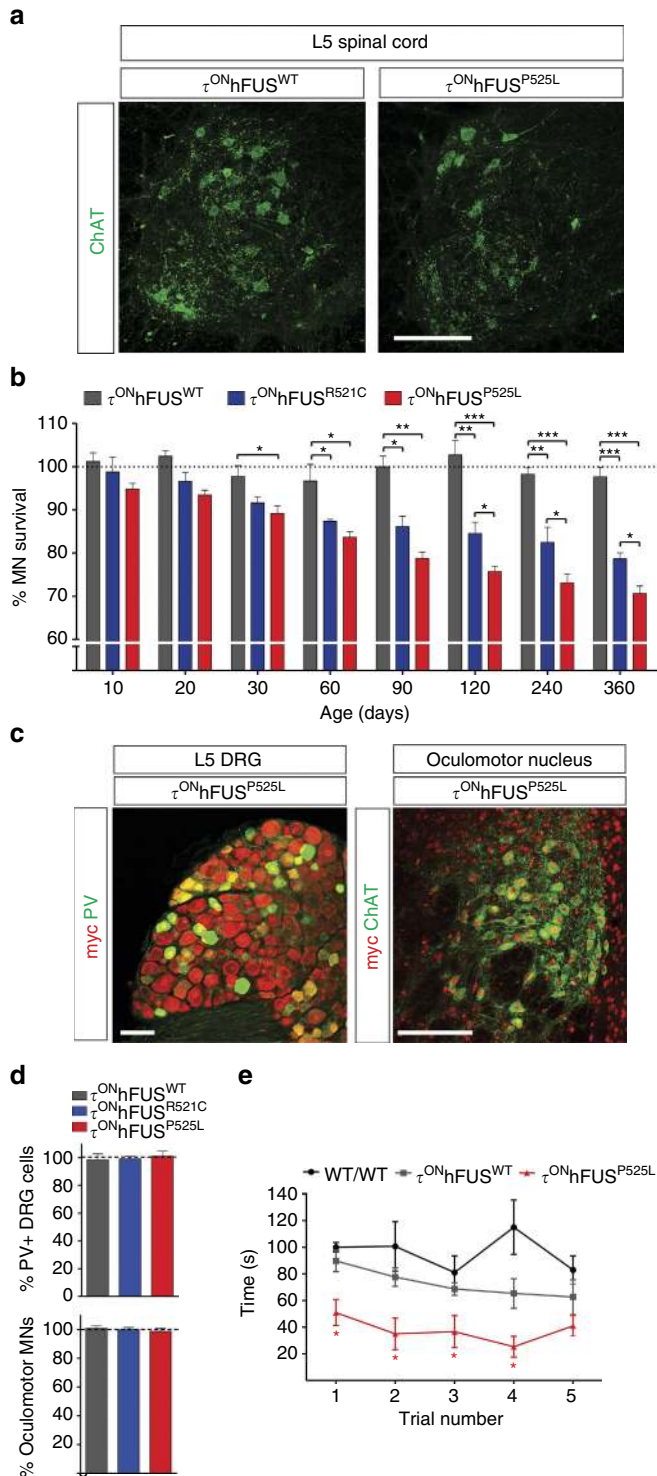 a
L5 spinal cord
τᴼᴺhFUSᵂᵀ τᴼᴺhFUSᴾ⁵²⁵ᴸ
ChAT
b
τᴼᴺhFUSᵂᵀ τᴼᴺhFUSᴿ⁵²¹ᶜ τᴼᴺhFUSᴾ⁵²⁵ᴸ
% MN survival
110
100
90
80
70
60
* * * * ** ** *** * ** *** * *** *** *
10 20 30 60 90 120 240 360
Age (days)
c
L5 DRG Oculomotor nucleus
τᴼᴺhFUSᴾ⁵²⁵ᴸ τᴼᴺhFUSᴾ⁵²⁵ᴸ
myc PV
myc ChAT
d
τᴼᴺhFUSᵂᵀ
τᴼᴺhFUSᴿ⁵²¹ᶜ
τᴼᴺhFUSᴾ⁵²⁵ᴸ
% PV+ DRG cells
100
80
60
40
20
0
% Oculomotor MNs
100
80
60
40
20
e
WT/WT τᴼᴺhFUSᵂᵀ τᴼᴺhFUSᴾ⁵²⁵ᴸ
Time (s)
140
120
100
80
60
40
20
* * * *
1 2 3 4 5
Trial number